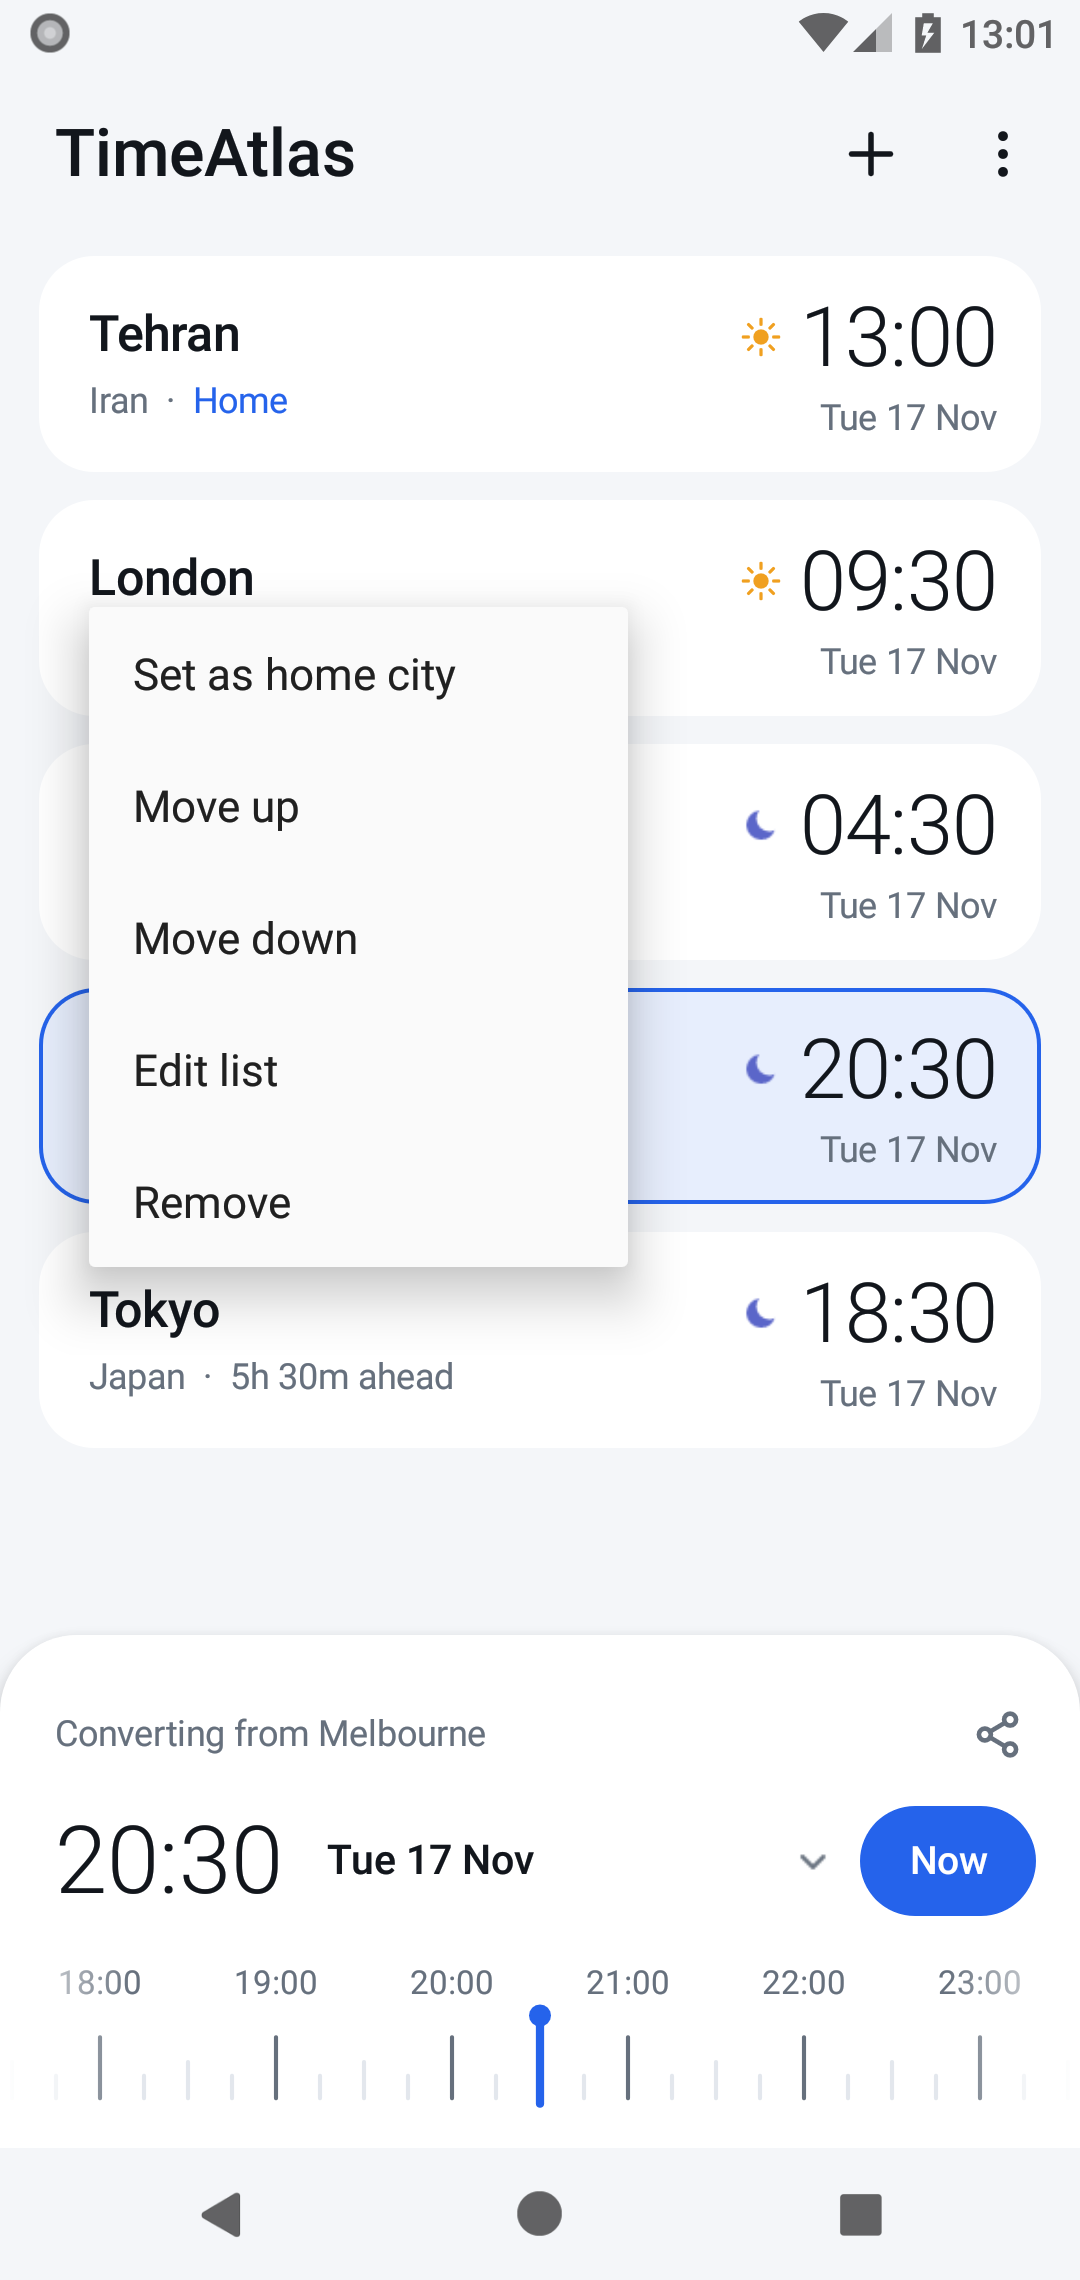 13:01
TimeAtlas
Tehran
13:00
Iran · Home
Tue 17 Nov
London
09:30
Tue 17 Nov
Set as home city
Move up
04:30
Tue 17 Nov
Move down
Edit list
20:30
Tue 17 Nov
Remove
Tokyo
18:30
Japan · 5h 30m ahead
Tue 17 Nov
Converting from Melbourne
20:30 Tue 17 Nov
Now
18:00 19:00 20:00 21:00 22:00 23:00